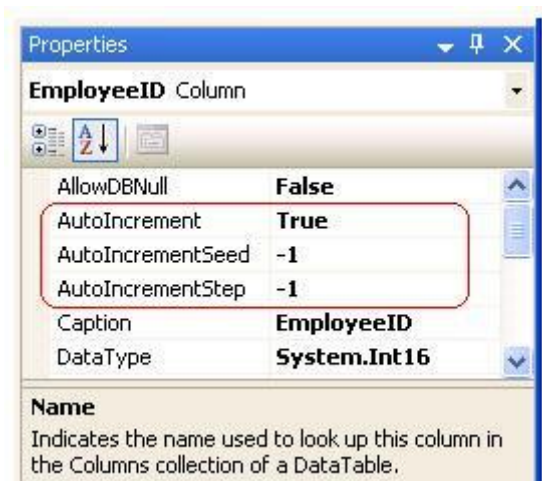 Properties
EmployeeID Column
AllowDBNull False
AutoIncrement True
AutoIncrementSeed -1
AutoIncrementStep -1
Caption EmployeeID
DataType System.Int16
Name
Indicates the name used to look up this column in
the Columns collection of a DataTable.